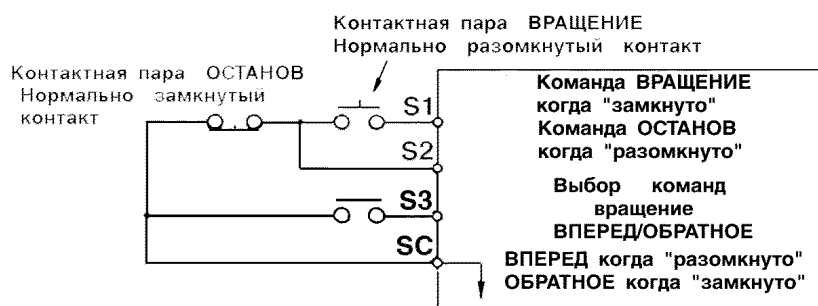 Контактная пара ВРАЩЕНИЕ
Нормально разомкнутый контакт
Контактная пара ОСТАНОВ
Нормально замкнутый
контакт
S1
S2
S3
SC
Команда ВРАЩЕНИЕ
когда "замкнуто"
Команда ОСТАНОВ
когда "разомкнуто"
Выбор команд
вращение
ВПЕРЕД/ОБРАТНОЕ
ВПЕРЕД когда "разомкнуто"
ОБРАТНОЕ когда "замкнуто"